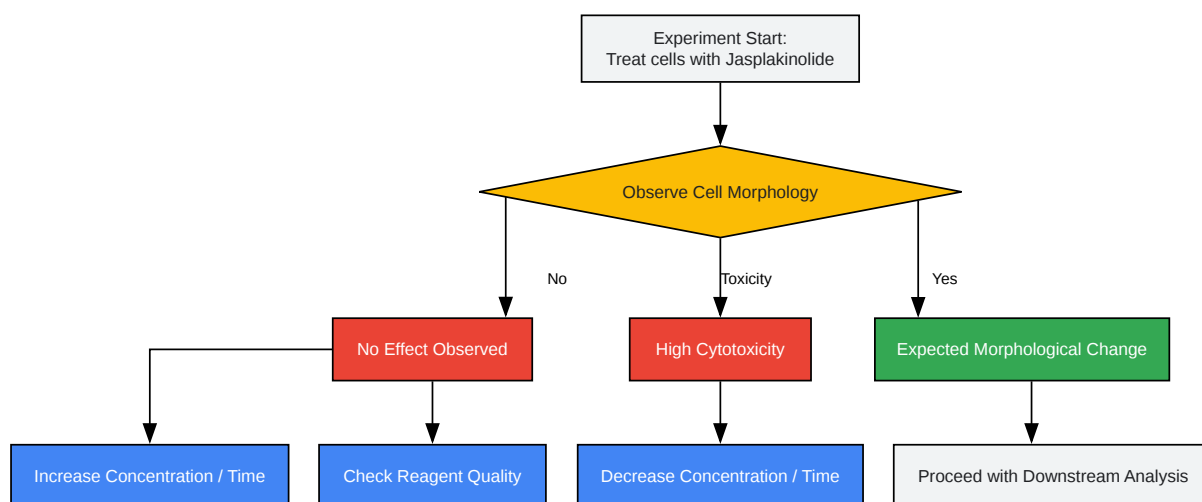 Experiment Start:
Treat cells with Jasplakinolide
Observe Cell Morphology
No
Toxicity
Yes
No Effect Observed
High Cytotoxicity
Expected Morphological Change
Increase Concentration / Time
Check Reagent Quality
Decrease Concentration / Time
Proceed with Downstream Analysis